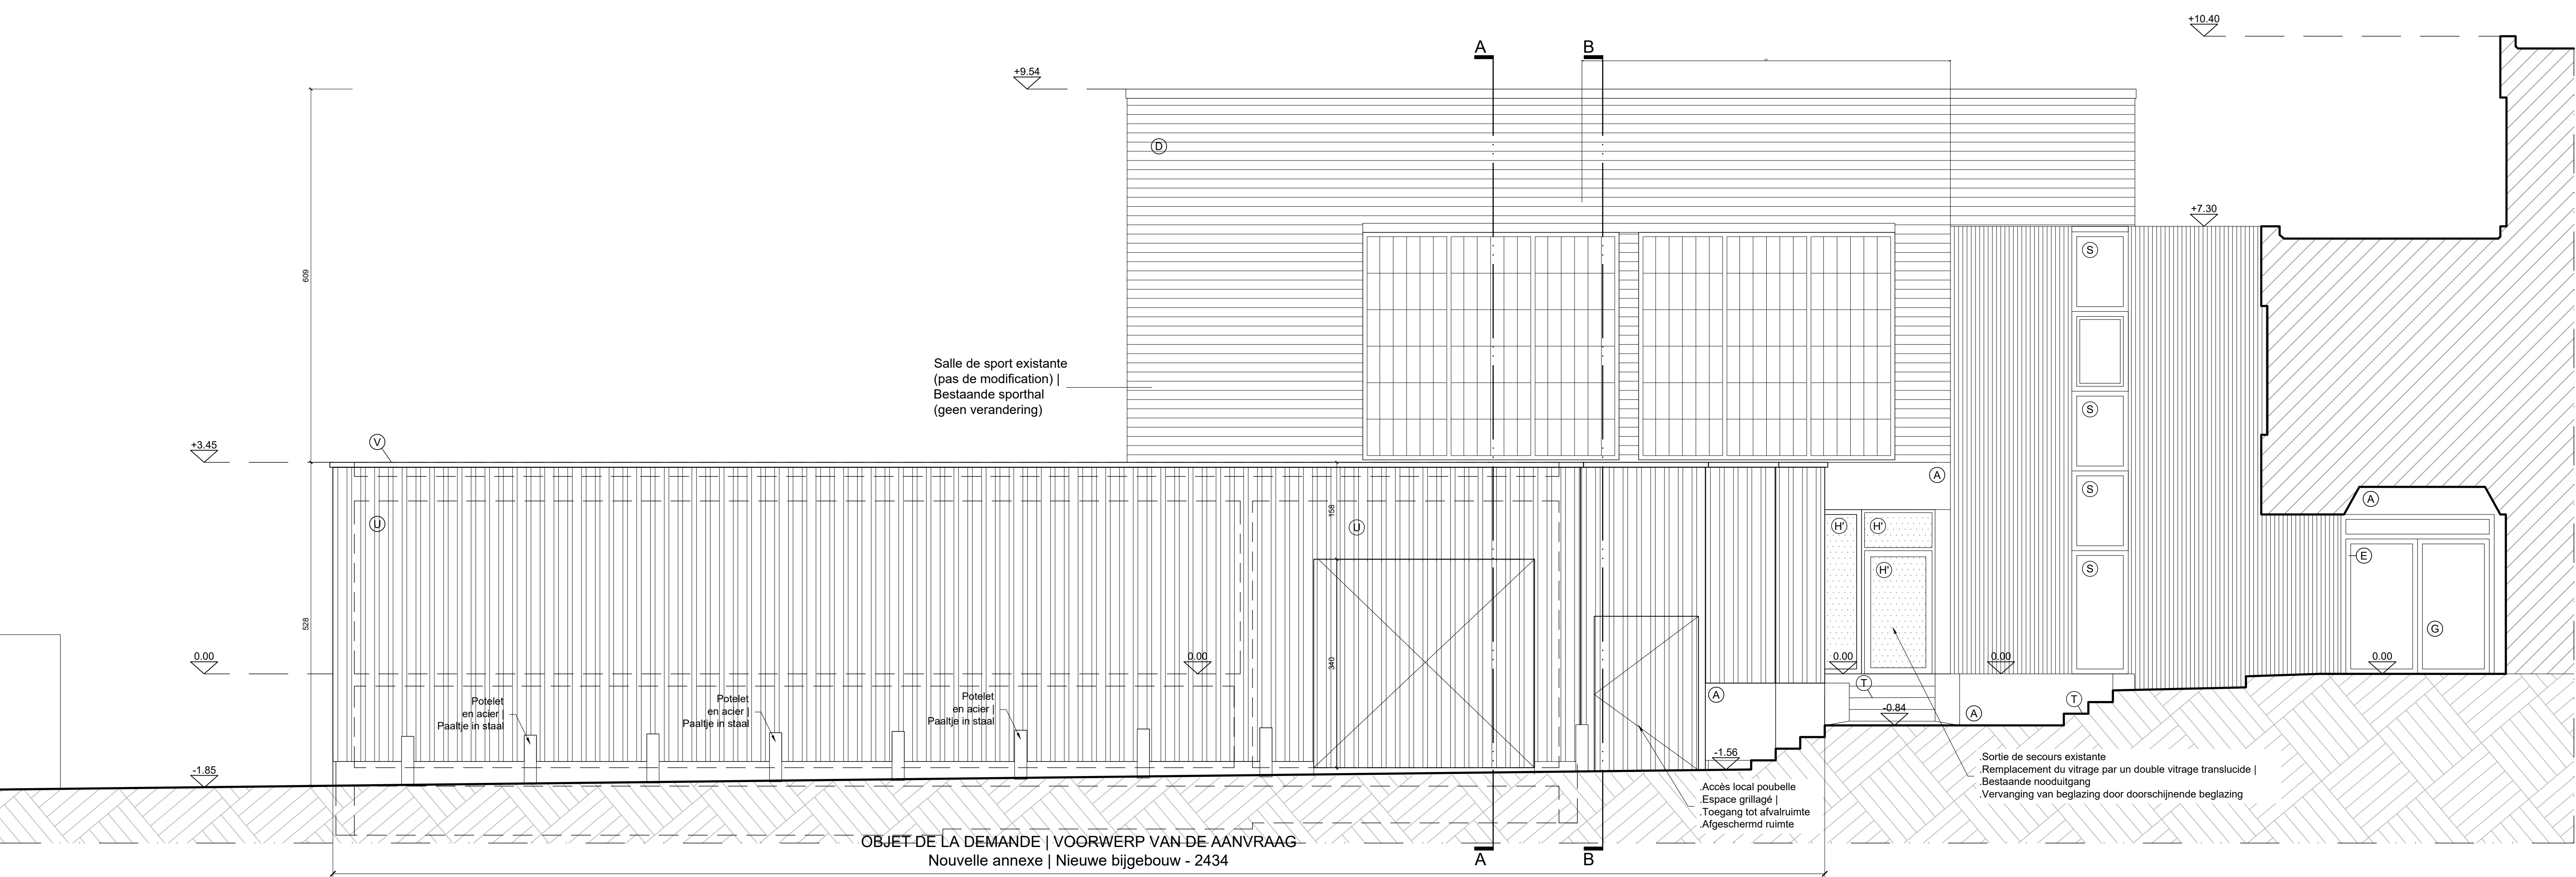 +10.40
A
B
+9.54
D
+7.30
S
609
Salle de sport existante
(pas de modification) |
Bestaande sporthal
(geen verandering)
S
V
+3.45
A
S
A
U
U
158
H'
H'
E
H'
S
528
G
340
0.00
0.00
0.00
0.00
0.00
Potelet
en acier |
Paaltje in staal
Potelet
en acier |
Paaltje in staal
Potelet
en acier |
Paaltje in staal
A
T
T
-0.84
A
-1.56
-1.85
.Sortie de secours existante
.Remplacement du vitrage par un double vitrage translucide |
.Bestaande nooduitgang
.Vervanging van beglazing door doorschijnende beglazing
.Accès local poubelle
.Espace grillagé |
.Toegang tot afvalruimte
.Afgeschermd ruimte
OBJET DE LA DEMANDE | VOORWERP VAN DE AANVRAAG
Nouvelle annexe | Nieuwe bijgebouw - 2434
A
B